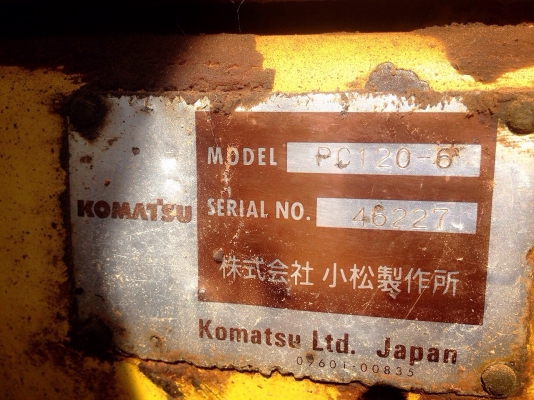 MODEL PC120-6
KOMATSU
SERIAL NO. 46227
株式会社 小松製作所
Komatsu Ltd. Japan
09601-00835